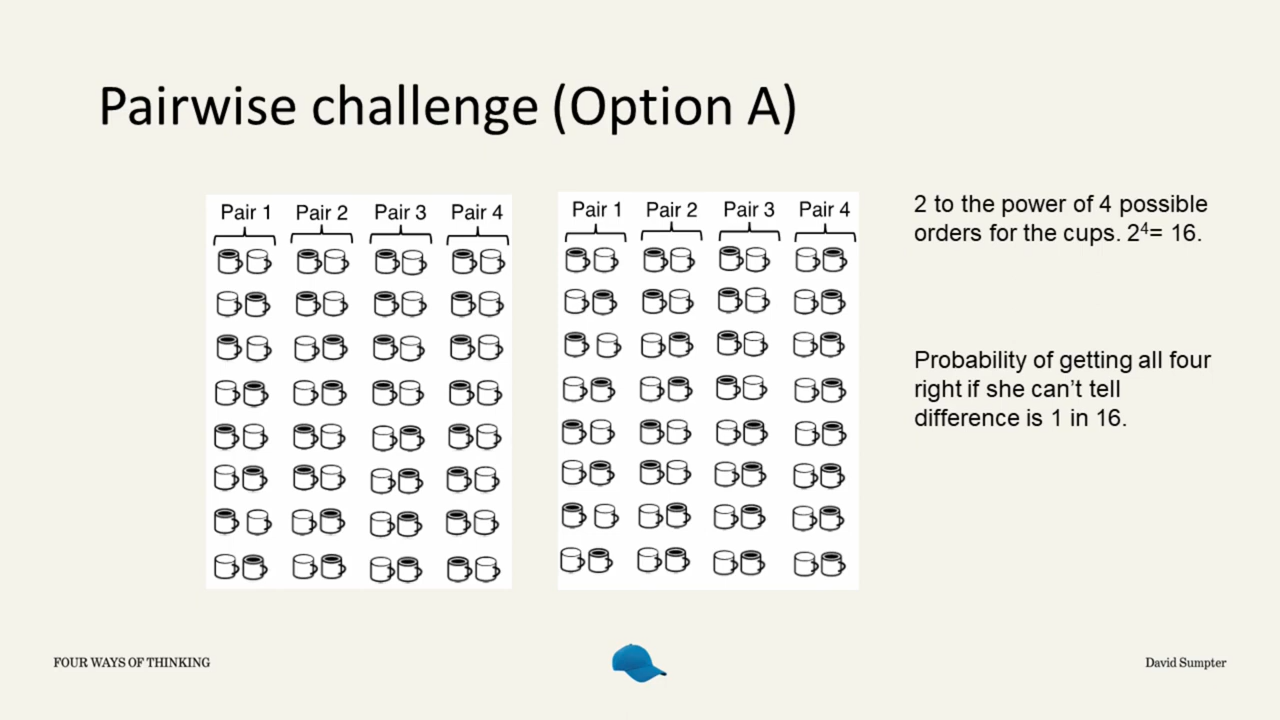 Pairwise challenge (Option A)
Pair 1 Pair 2 Pair 3 Pair 4
Pair 1 Pair 2 Pair 3 Pair 4
2 to the power of 4 possible
orders for the cups. 2⁴= 16.
Probability of getting all four
right if she can’t tell
difference is 1 in 16.
FOUR WAYS OF THINKING
David Sumpter